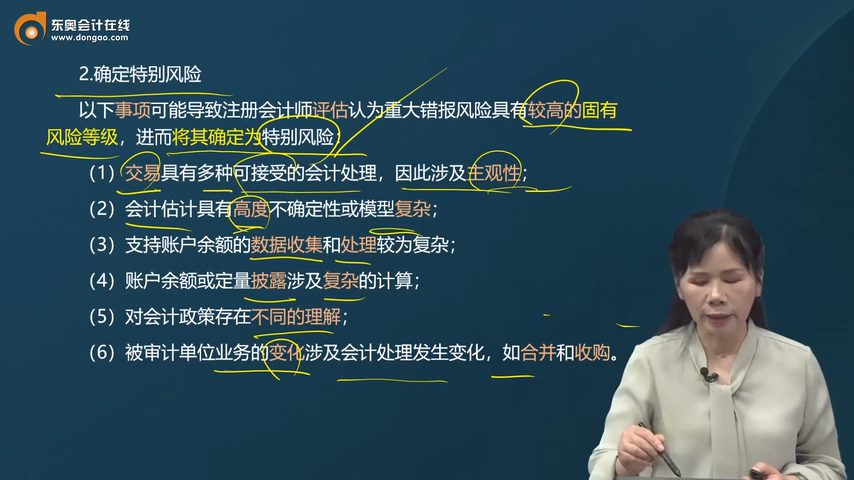 东奥会计在线
www.dongao.com
2.确定特别风险
以下事项可能导致注册会计师评估认为重大错报风险具有较高的固有
风险等级，进而将其确定为特别风险
（1）交易具有多种可接受的会计处理，因此涉及主观性；
（2）会计估计具有高度不确定性或模型复杂；
（3）支持账户余额的数据收集和处理较为复杂；
（4）账户余额或定量披露涉及复杂的计算；
（5）对会计政策存在不同的理解；
（6）被审计单位业务的变化涉及会计处理发生变化，如合并和收购。